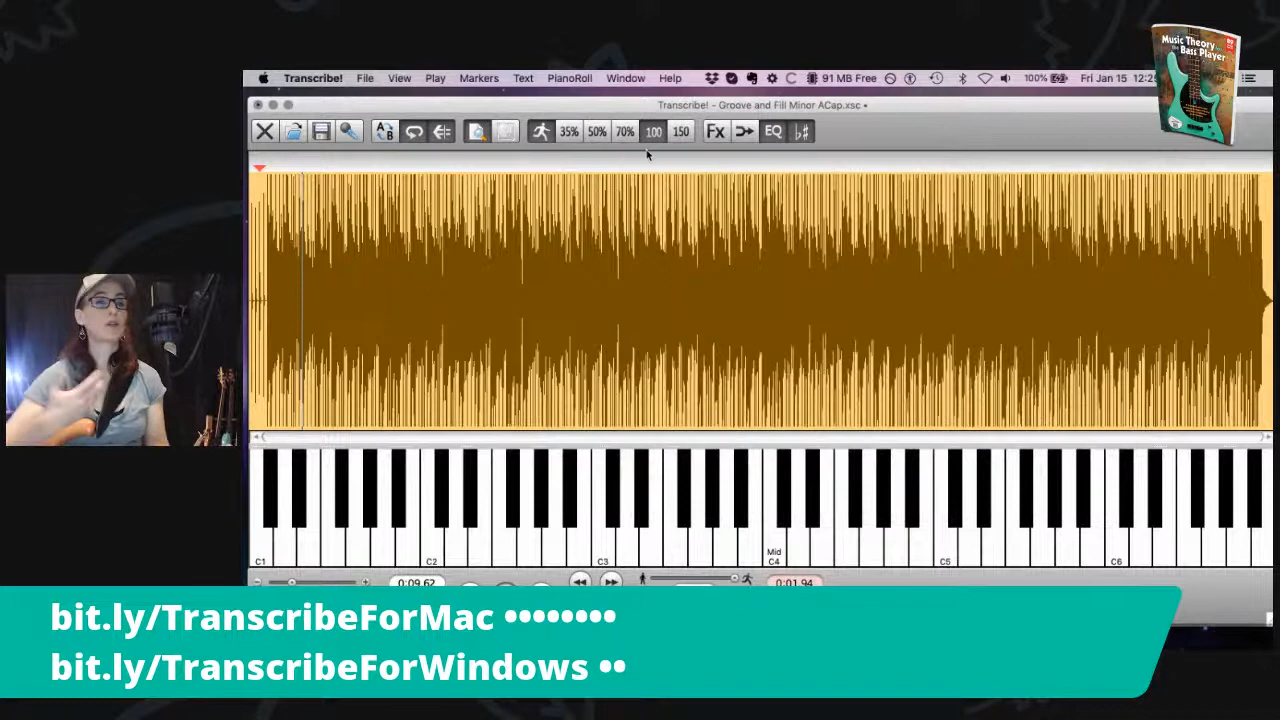 Music Theory
Bass Player
Transcribe! File View Play Markers Text PianoRoll Window Help 91 MB Free 100% Fri Jan 15 12:2
Transcribe! - Groove and Fill Minor ACap.xsc •
A B 35% 50% 70% 100 150 Fx EQ ♭♯
Mid
C1 C2 C3 C4 C5 C6
0:09.62 0:01.94
bit.ly/TranscribeForMac ••••••••
bit.ly/TranscribeForWindows ••